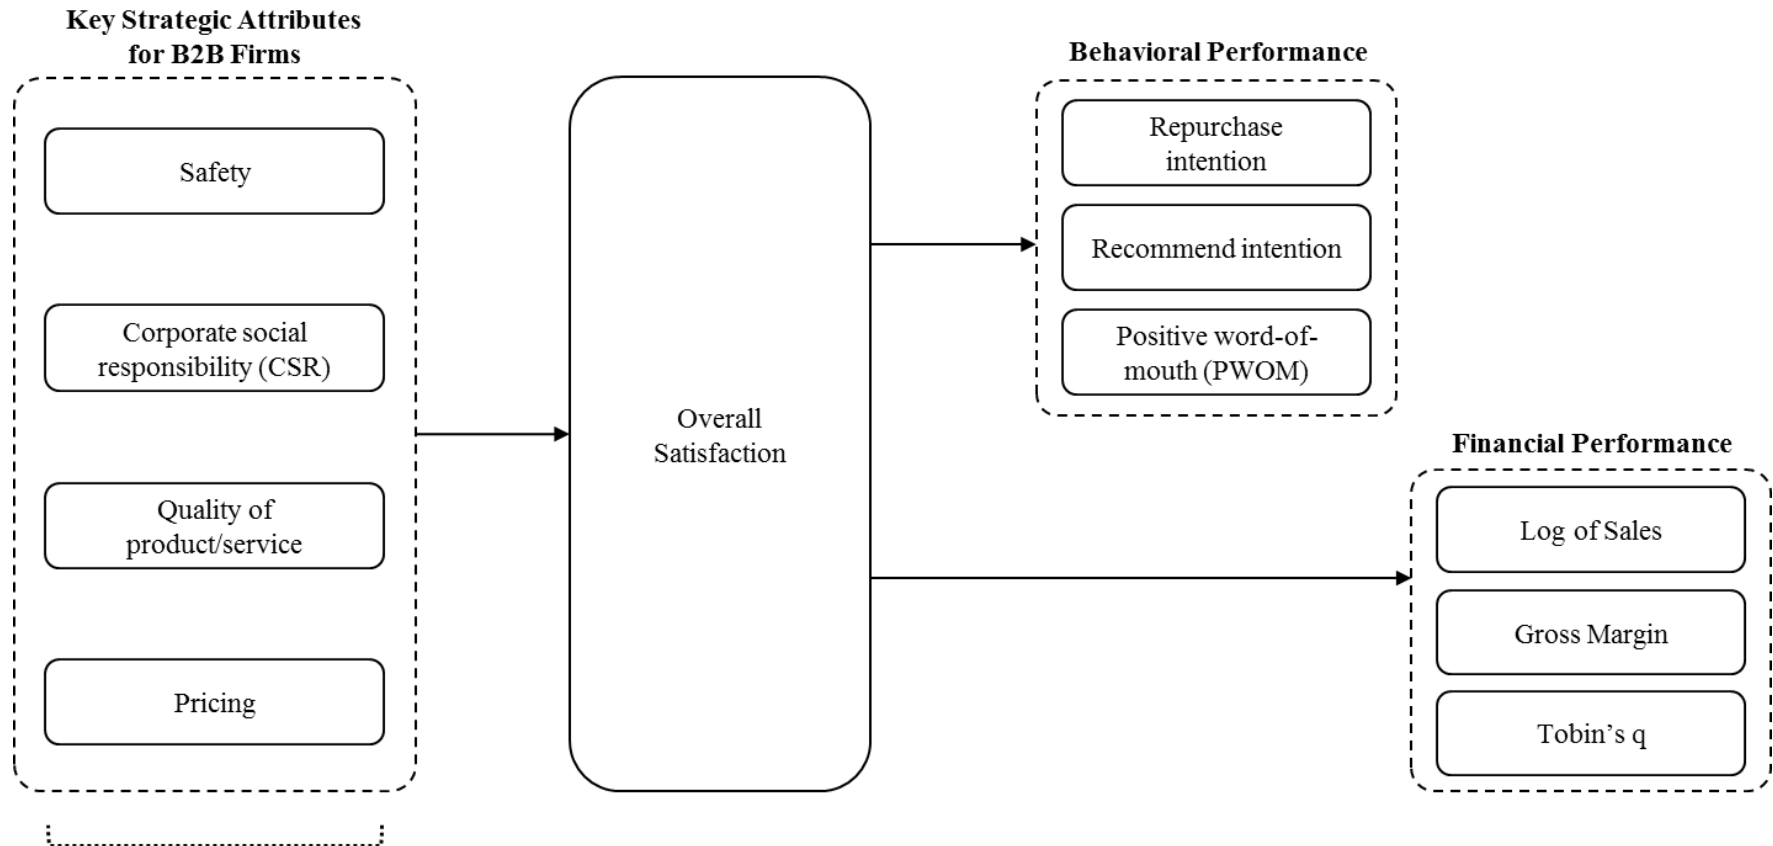 Key Strategic Attributes
for B2B Firms
Safety
Corporate social
responsibility (CSR)
Quality of
product/service
Pricing
Overall
Satisfaction
Behavioral Performance
Repurchase
intention
Recommend intention
Positive word-of-
mouth (PWOM)
Financial Performance
Log of Sales
Gross Margin
Tobin’s q